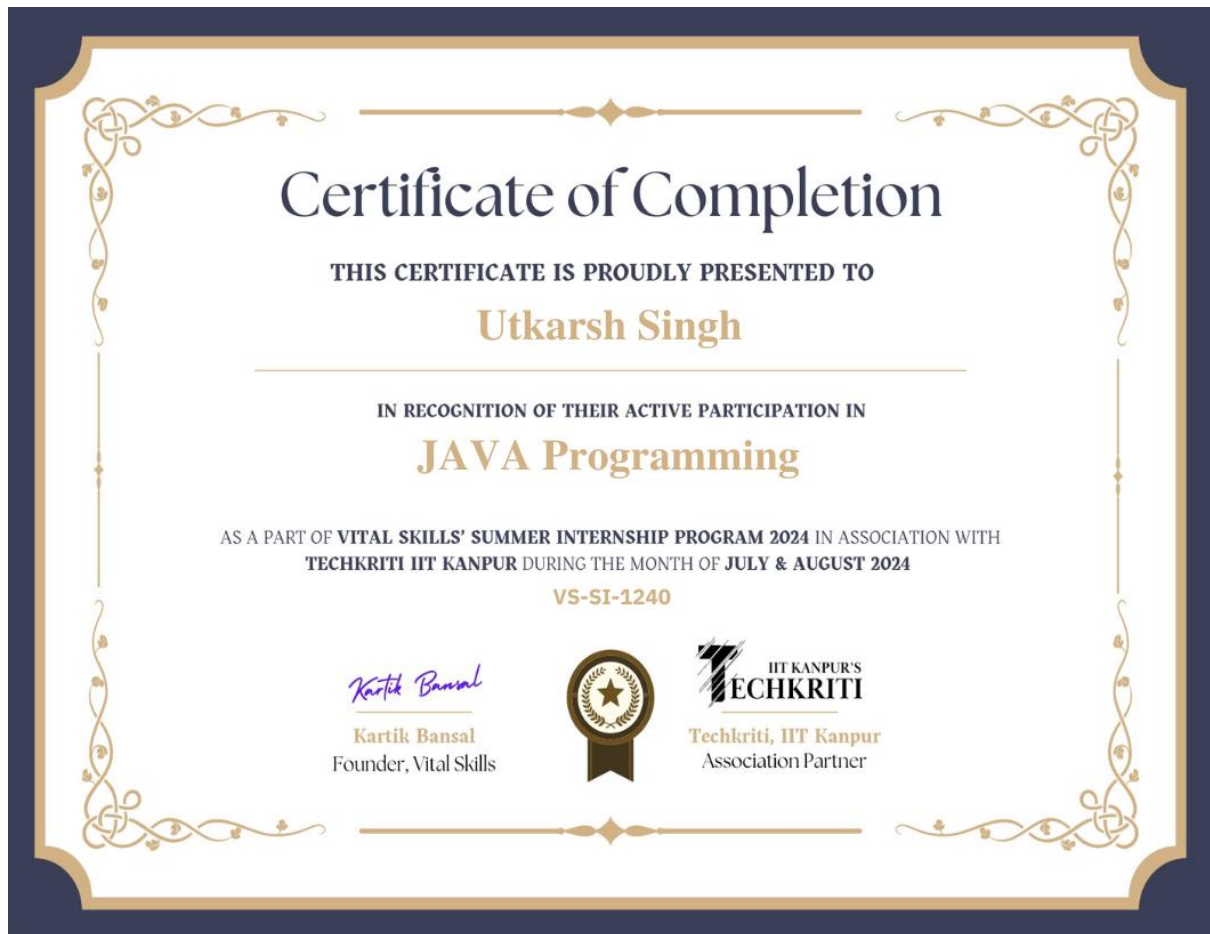 Certificate of Completion
THIS CERTIFICATE IS PROUDLY PRESENTED TO
Utkarsh Singh
IN RECOGNITION OF THEIR ACTIVE PARTICIPATION IN
JAVA Programming
AS A PART OF VITAL SKILLS' SUMMER INTERNSHIP PROGRAM 2024 IN ASSOCIATION WITH
TECHKRITI IIT KANPUR DURING THE MONTH OF JULY & AUGUST 2024
VS-SI-1240
Kartik Bansal
Kartik Bansal
Founder, Vital Skills
IIT KANPUR'S
TECHKRITI
Techkriti, IIT Kanpur
Association Partner